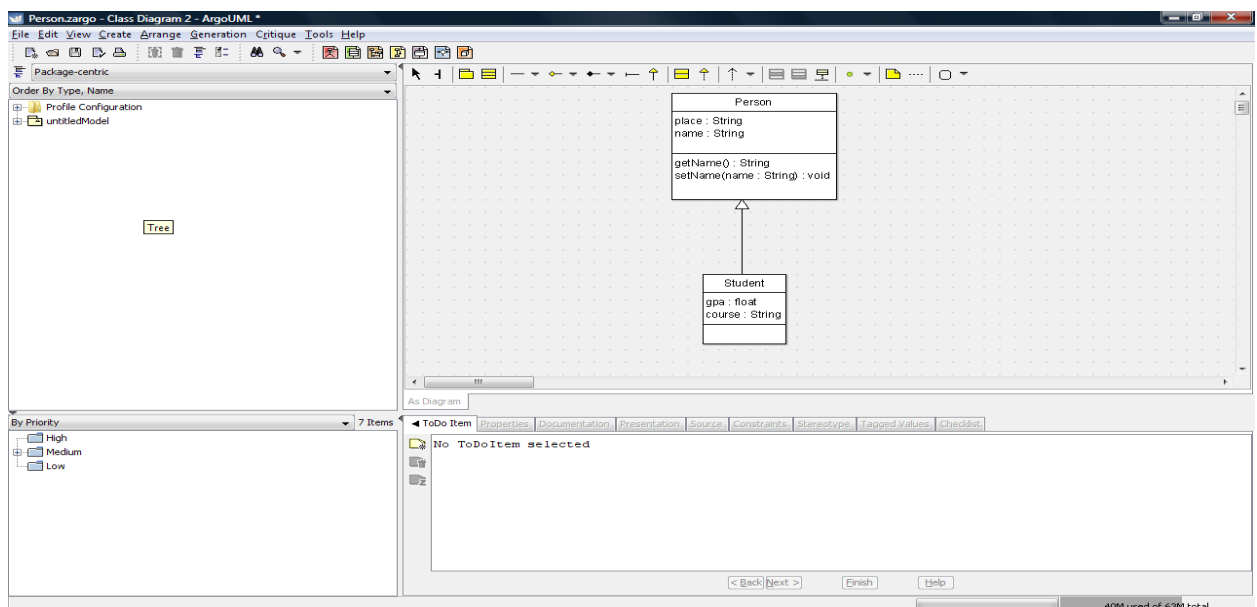 Person.zargo - Class Diagram 2 - ArgoUML *
File Edit View Create Arrange Generation Critique Tools Help
Package-centric
Order By Type, Name
Profile Configuration
untitledModel
Tree
Person
place : String
name : String
getName() : String
setName(name : String) : void
Student
gpa : float
course : String
As Diagram
By Priority 7 Items
High
Medium
Low
ToDo Item Properties Documentation Presentation Source Constraints Stereotype Tagged Values Checklist
No ToDoItem selected
< Back Next > Finish Help
40M used of 63M total